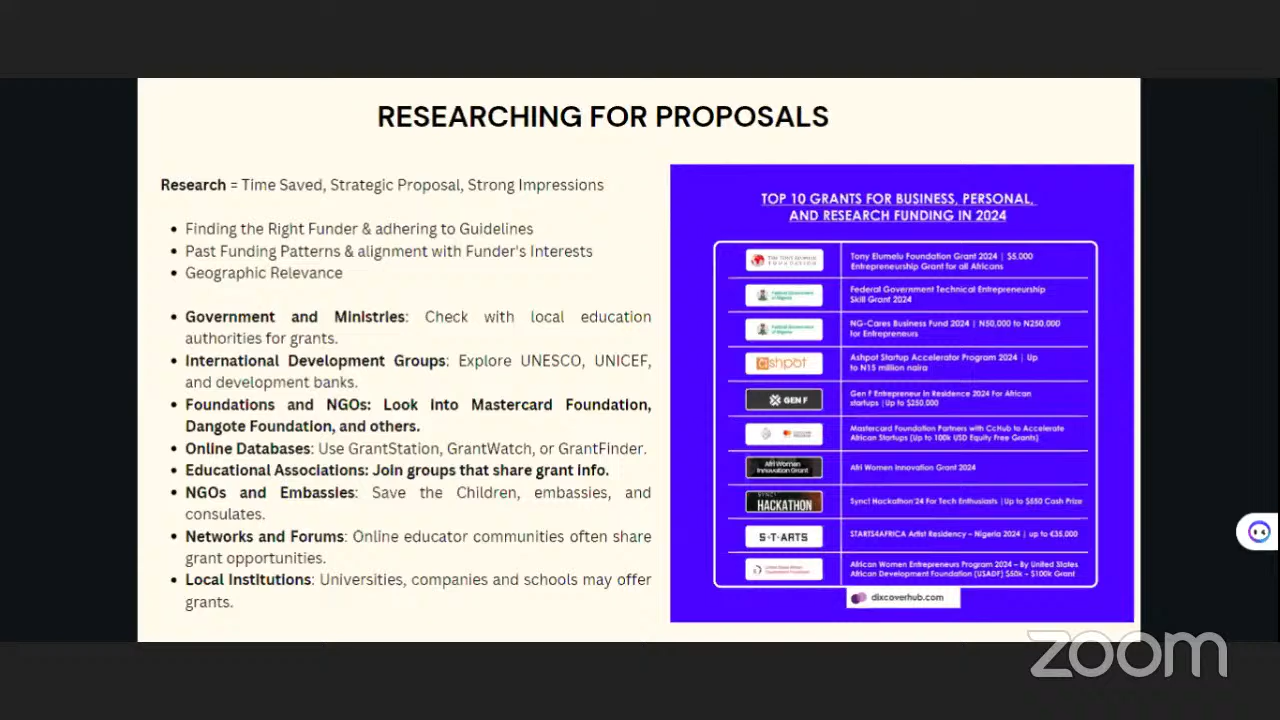 RESEARCHING FOR PROPOSALS
Research = Time Saved, Strategic Proposal, Strong Impressions
• Finding the Right Funder & adhering to Guidelines
• Past Funding Patterns & alignment with Funder's Interests
• Geographic Relevance
• Government and Ministries: Check with local education
authorities for grants.
• International Development Groups: Explore UNESCO, UNICEF,
and development banks.
• Foundations and NGOs: Look into Mastercard Foundation,
Dangote Foundation, and others.
• Online Databases: Use GrantStation, GrantWatch, or GrantFinder.
• Educational Associations: Join groups that share grant info.
• NGOs and Embassies: Save the Children, embassies, and
consulates.
• Networks and Forums: Online educator communities often share
grant opportunities.
• Local Institutions: Universities, companies and schools may offer
grants.
TOP 10 GRANTS FOR BUSINESS, PERSONAL,
AND RESEARCH FUNDING IN 2024
Tony Elumelu Foundation Grant 2024 | $5,000
Entrepreneurship Grant for all Africans
Federal Government Technical Entrepreneurship
Skill Grant 2024
NG-Cares Business Fund 2024 | N50,000 to N250,000
for Entrepreneurs
ashpot
Ashpot Startup Accelerator Program 2024 | Up
to N15 million naira
GEN F
Gen F Entrepreneur in Residence 2024 For African
startups |Up to $250,000
Mastercard Foundation Partners with CcHub to Accelerate
African Startups (Up to 100k USD Equity Free Grants)
Afri Women
Innovation Grant
Afri Women Innovation Grant 2024
HACKATHON
Sync! Hackathon'24 For Tech Enthusiasts |Up to $550 Cash Prize
S+T+ARTS
STARTS4AFRICA Artist Residency – Nigeria 2024 | up to €35,000
African Women Entrepreneurs Program 2024 – By United States
African Development Foundation (USADF) $50k – $100k Grant
dixcoverhub.com
zoom